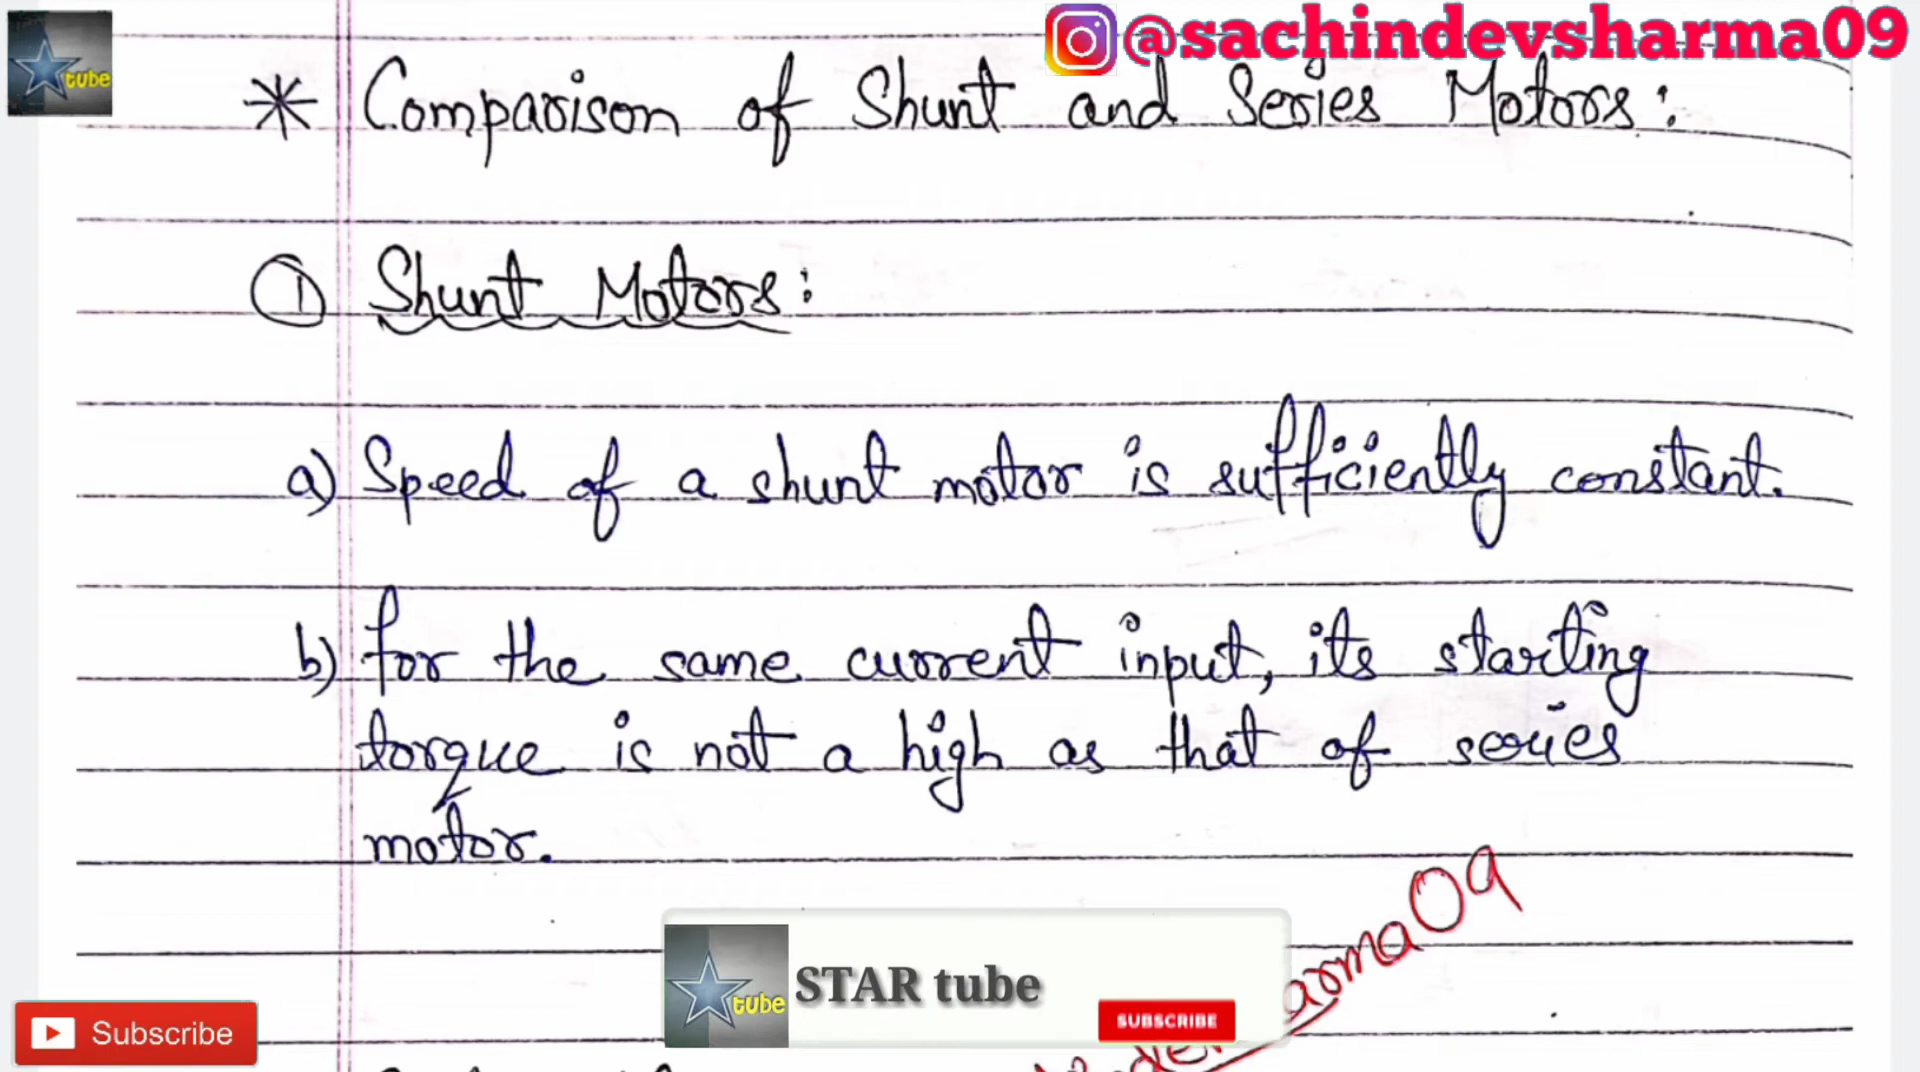 tube
@sachindevsharma09
* Comparison of Shunt and Series Motors:
① Shunt Motors:
a) Speed of a shunt motor is sufficiently constant.
b) for the same current input, its starting
torque is not a high as that of series
motor.
09
arma
tube
STAR tube
SUBSCRIBE
Subscribe